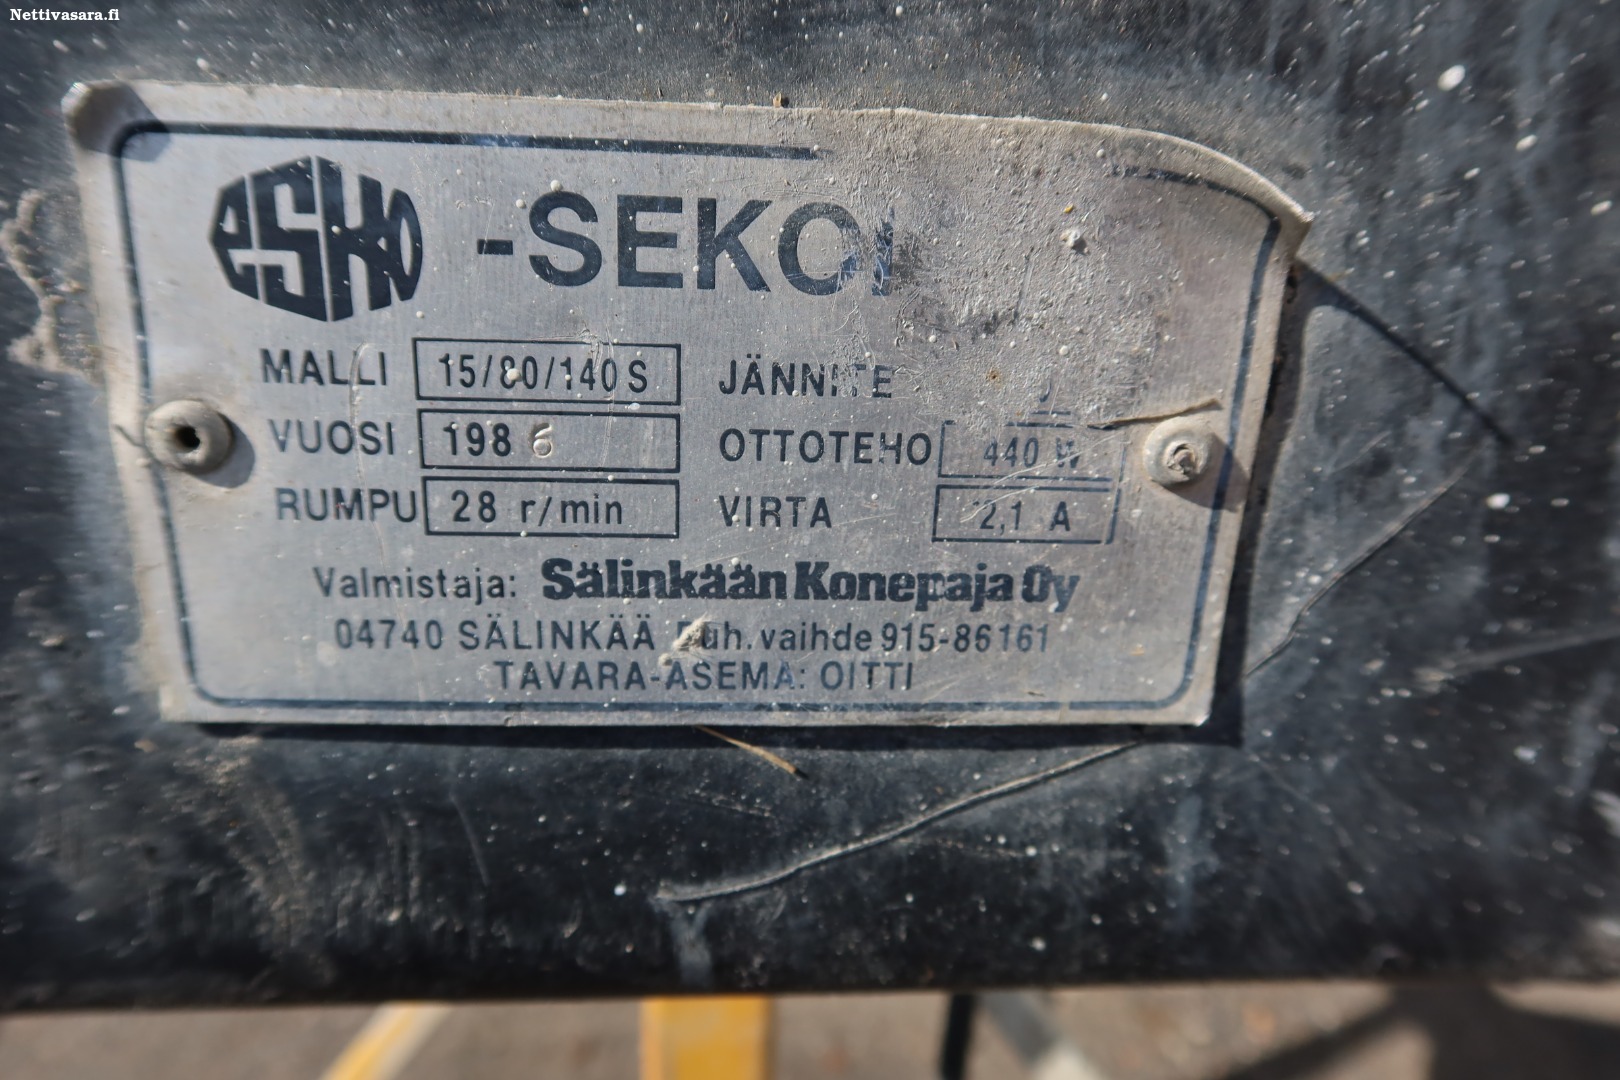 Nettivasara.fi
esko -SEKOI
MALLI 15/80/140 S JÄNNITE
VUOSI 198 6 OTTOTEHO 440 W
RUMPU 28 r/min VIRTA 2,1 A
Valmistaja: Sälinkään Konepaja Oy
04740 SÄLINKÄÄ Puh. vaihde 915-86161
TAVARA-ASEMA: OITTI